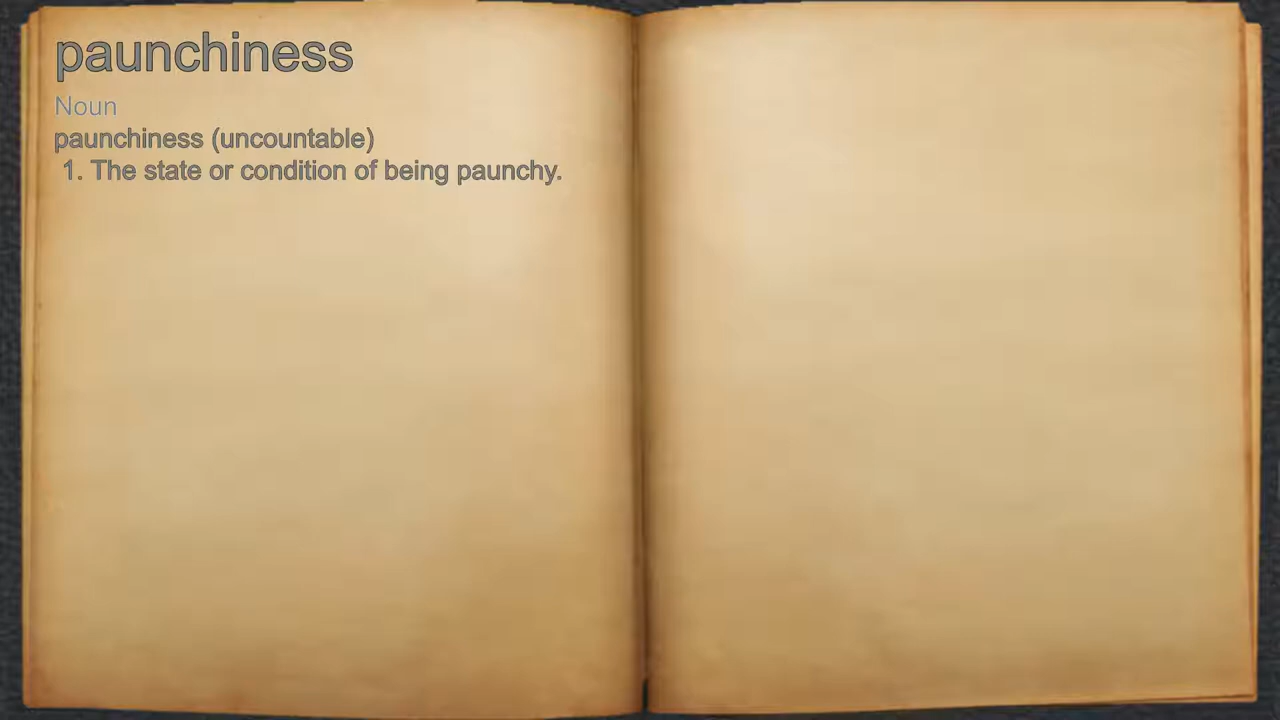 paunchiness
Noun
paunchiness (uncountable)
1. The state or condition of being paunchy.